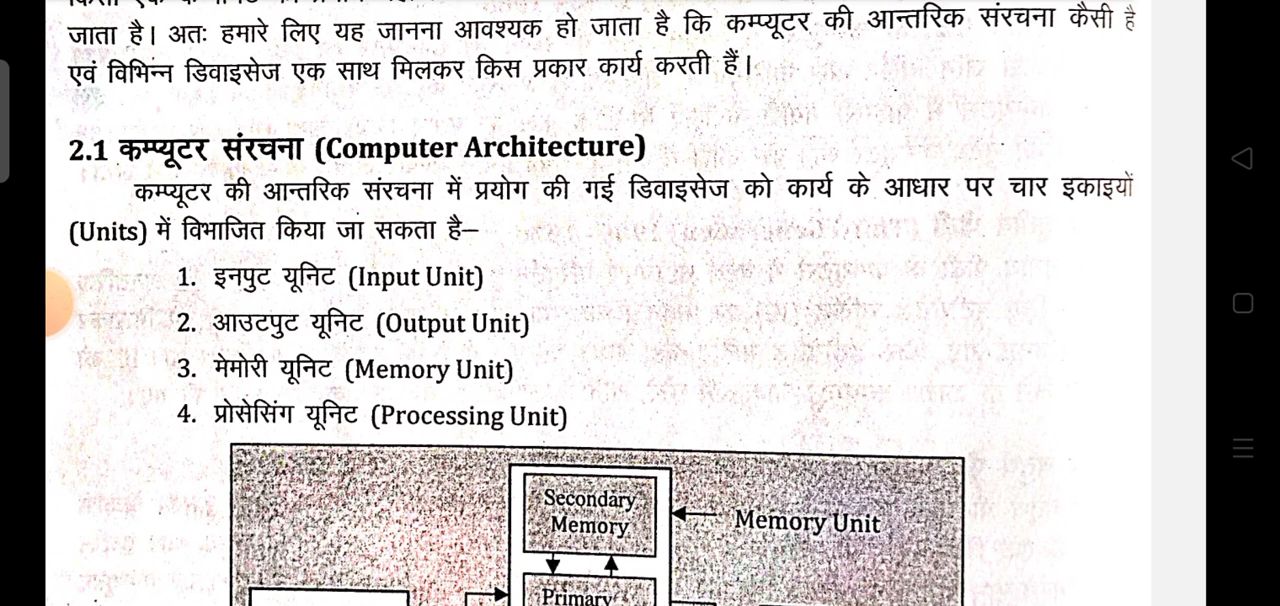 जाता है। अतः हमारे लिए यह जानना आवश्यक हो जाता है कि कम्प्यूटर की आन्तरिक संरचना कैसी है
एवं विभिन्न डिवाइसेज एक साथ मिलकर किस प्रकार कार्य करती हैं।
2.1 कम्प्यूटर संरचना (Computer Architecture)
कम्प्यूटर की आन्तरिक संरचना में प्रयोग की गई डिवाइसेज को कार्य के आधार पर चार इकाइयों
(Units) में विभाजित किया जा सकता है–
1. इनपुट यूनिट (Input Unit)
2. आउटपुट यूनिट (Output Unit)
3. मेमोरी यूनिट (Memory Unit)
4. प्रोसेसिंग यूनिट (Processing Unit)
Secondary
Memory
Memory Unit
Primary